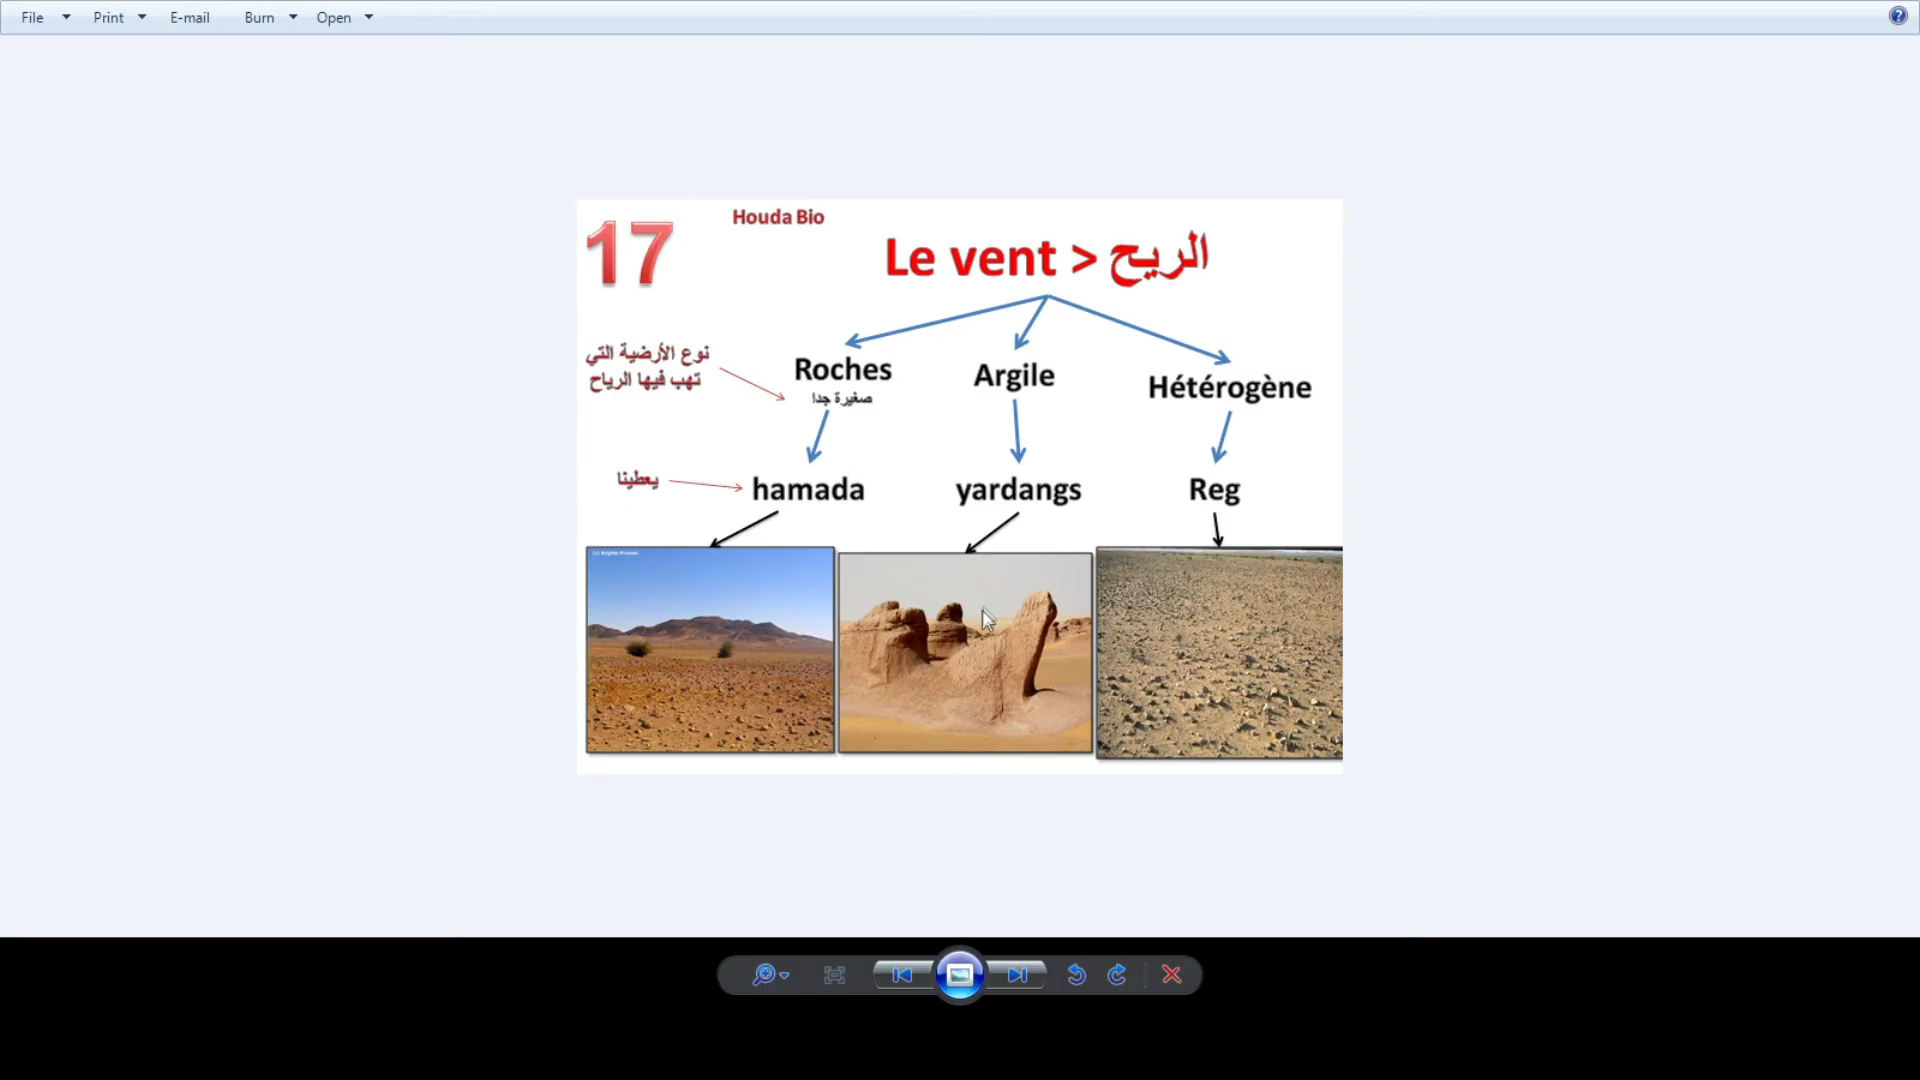 File Print E-mail Burn Open
17
Houda Bio
Le vent > الريح
نوع الأرضية التي
تهب فيها الرياح
Roches
صغيرة جدا
Argile
Hétérogène
يعطينا
hamada
yardangs
Reg